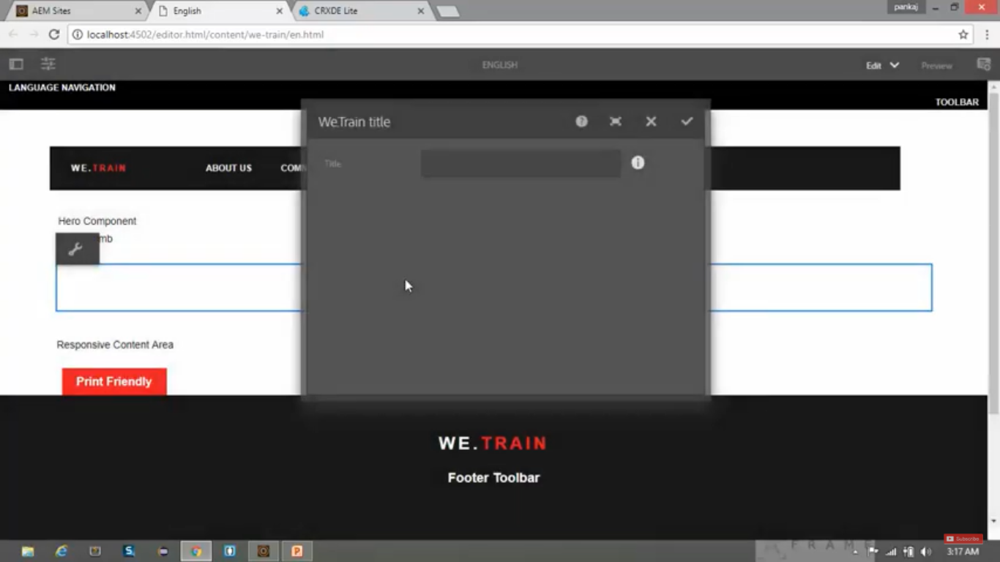 AEM Sites
English
CRXDE Lite
pankaj
localhost:4502/editor.html/content/we-train/en.html
ENGLISH
Edit
Preview
LANGUAGE NAVIGATION
TOOLBAR
WeTrain title
Title
WE.TRAIN
ABOUT US
COM
Hero Component
mb
Responsive Content Area
Print Friendly
WE.TRAIN
Footer Toolbar
Subscribe
FRAME
3:17 AM